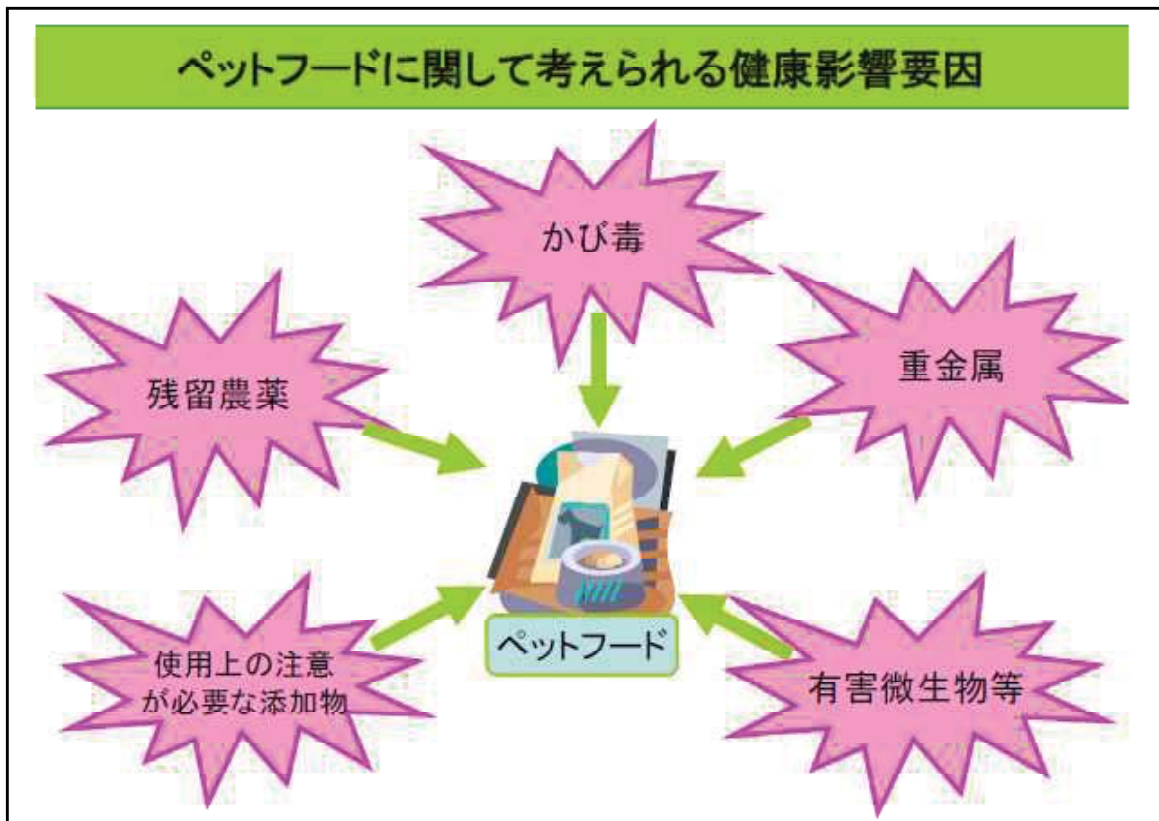 ペットフードに関して考えられる健康影響要因
かび毒
残留農薬
重金属
使用上の注意
が必要な添加物
ペットフード
有害微生物等